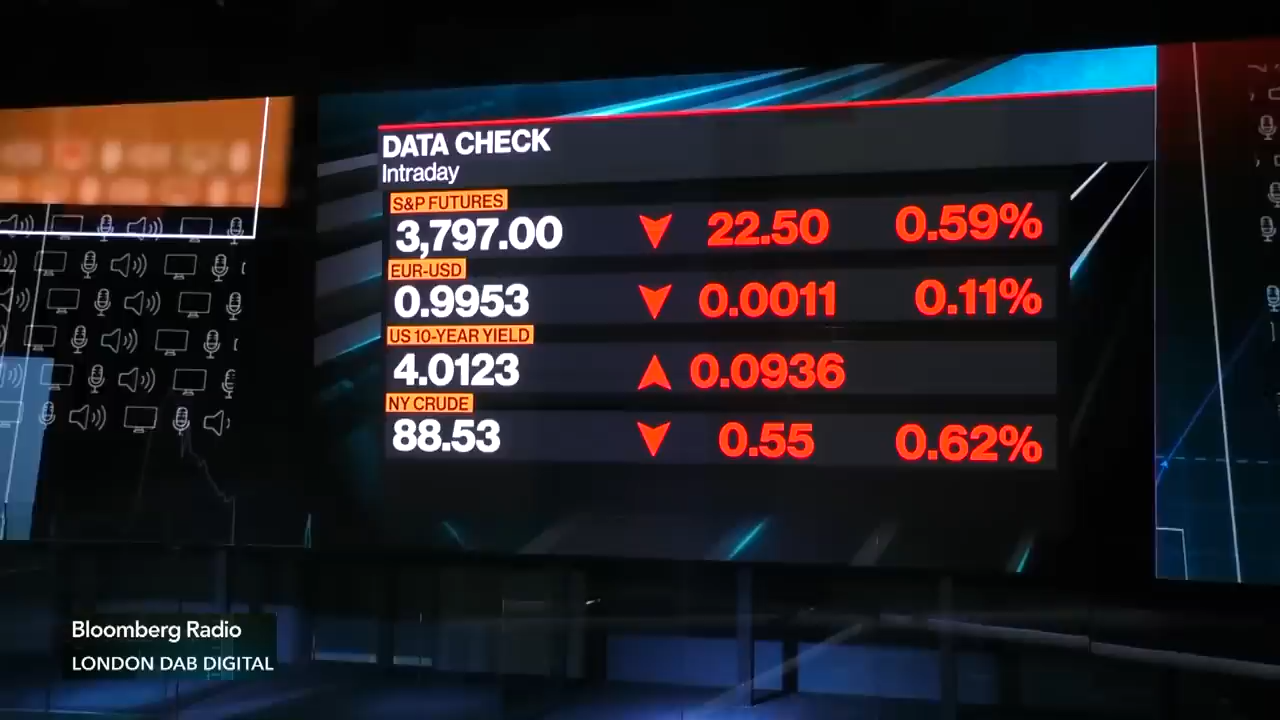 DATA CHECK
Intraday
S&P FUTURES
3,797.00 ▼ 22.50 0.59%
EUR-USD
0.9953 ▼ 0.0011 0.11%
US 10-YEAR YIELD
4.0123 ▲ 0.0936
NY CRUDE
88.53 ▼ 0.55 0.62%
Bloomberg Radio
LONDON DAB DIGITAL